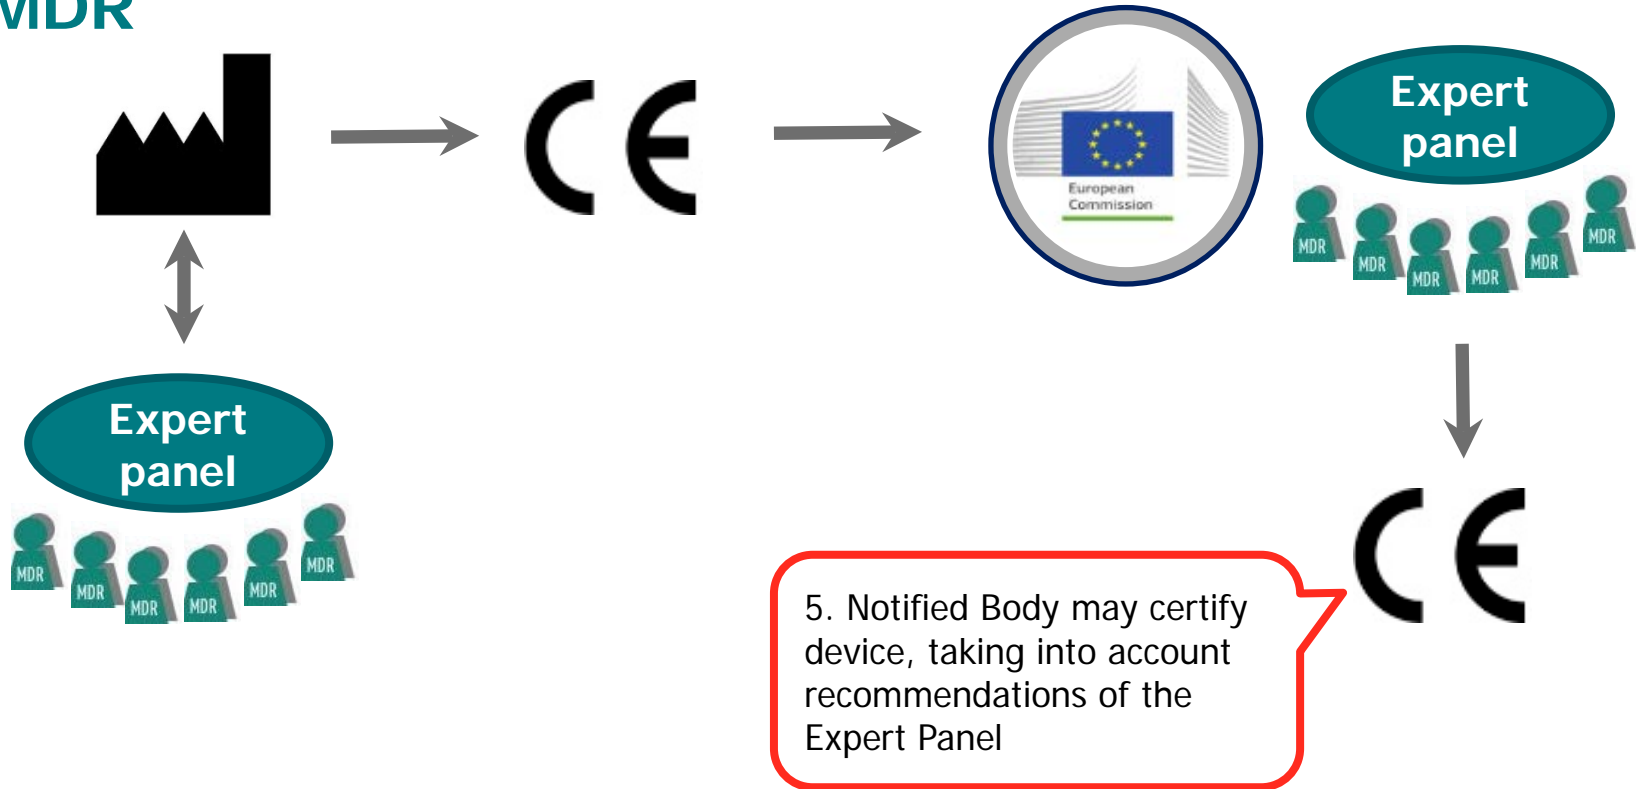 MDR
CE
European
Commission
Expert
panel
MDR
MDR
MDR
MDR
MDR
MDR
Expert
panel
MDR
MDR
MDR
MDR
MDR
MDR
CE
5. Notified Body may certify
device, taking into account
recommendations of the
Expert Panel